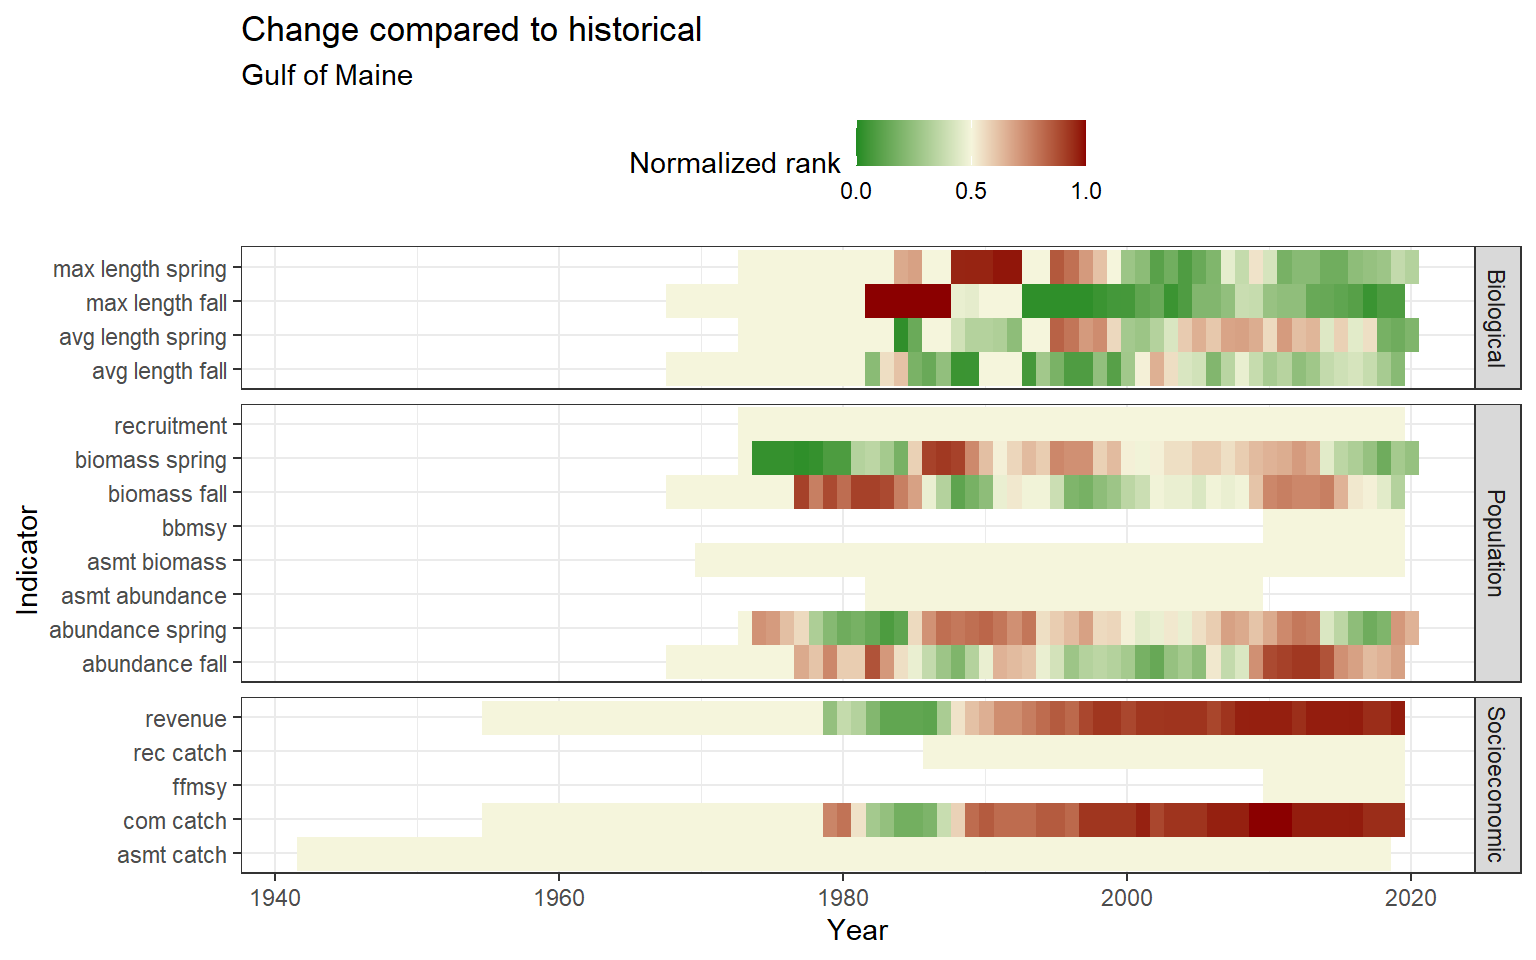 Change compared to historical
Gulf of Maine
Normalized rank
0.0 0.5 1.0
Indicator
max length spring
max length fall
avg length spring
avg length fall
Biological
recruitment
biomass spring
biomass fall
bbmsy
asmt biomass
asmt abundance
abundance spring
abundance fall
Population
revenue
rec catch
ffmsy
com catch
asmt catch
Socioeconomic
1940 1960 1980 2000 2020
Year